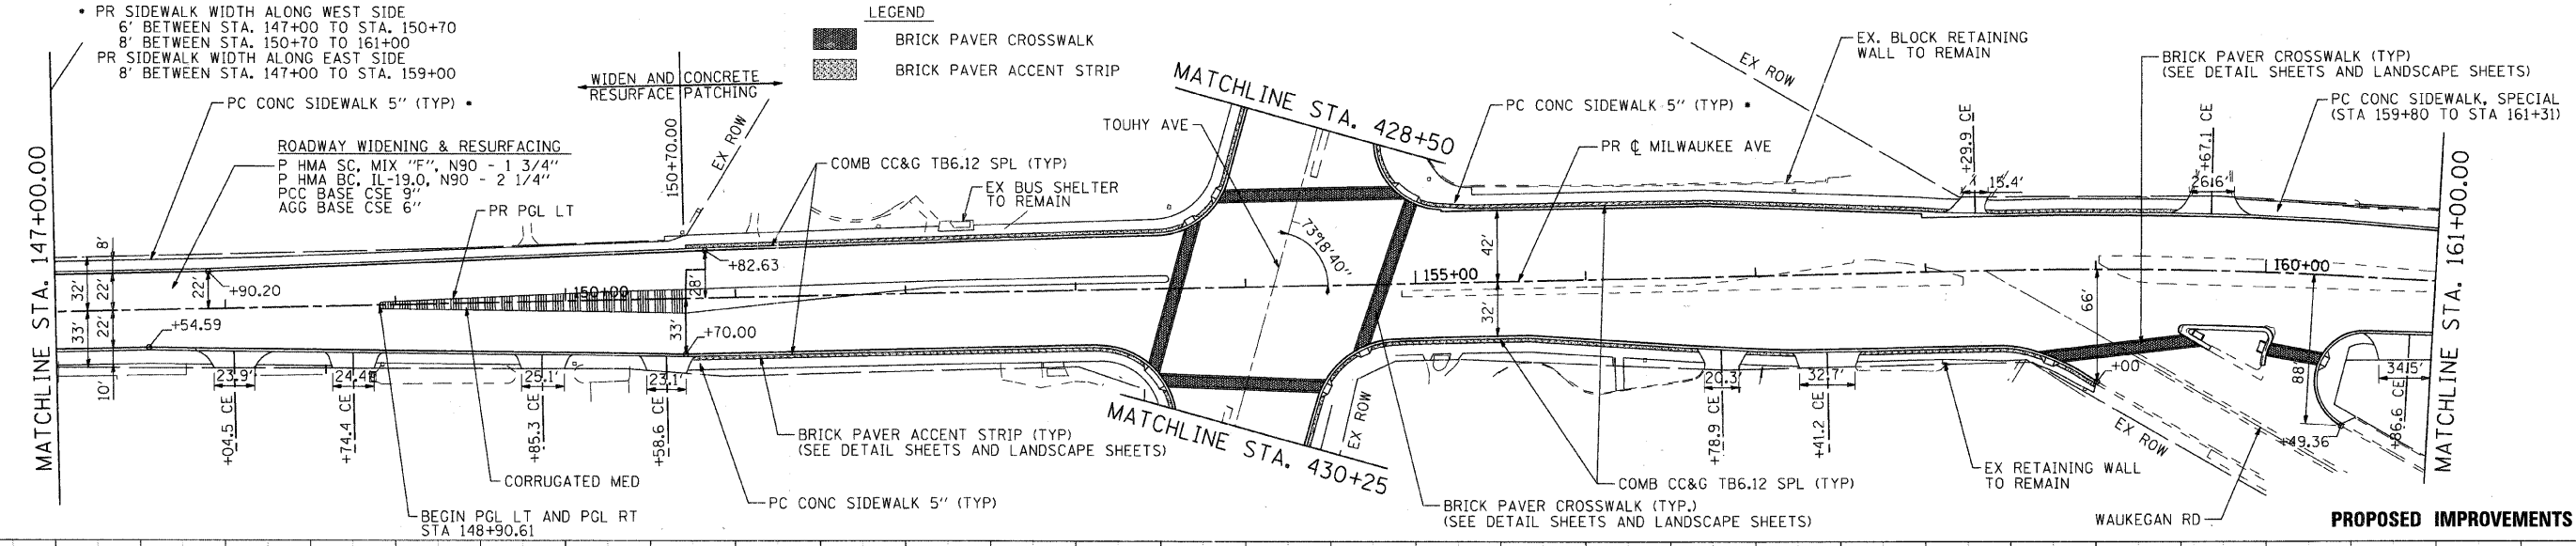 • PR SIDEWALK WIDTH ALONG WEST SIDE
6' BETWEEN STA. 147+00 TO STA. 150+70
8' BETWEEN STA. 150+70 TO 161+00
PR SIDEWALK WIDTH ALONG EAST SIDE
8' BETWEEN STA. 147+00 TO STA. 159+00
PC CONC SIDEWALK 5" (TYP) •
ROADWAY WIDENING & RESURFACING
P HMA SC, MIX "F", N90 - 1 3/4"
P HMA BC, IL-19.0, N90 - 2 1/4"
PCC BASE CSE 9"
AGG BASE CSE 6"
PR PGL LT
WIDEN AND
RESURFACE
CONCRETE
PATCHING
150+70.00
EX ROW
LEGEND
BRICK PAVER CROSSWALK
BRICK PAVER ACCENT STRIP
COMB CC&G TB6.12 SPL (TYP)
EX BUS SHELTER
TO REMAIN
TOUHY AVE
MATCHLINE STA. 428+50
PC CONC SIDEWALK 5" (TYP) •
PR ℄ MILWAUKEE AVE
EX ROW
EX. BLOCK RETAINING
WALL TO REMAIN
BRICK PAVER CROSSWALK (TYP)
(SEE DETAIL SHEETS AND LANDSCAPE SHEETS)
PC CONC SIDEWALK, SPECIAL
(STA 159+80 TO STA 161+31)
+29.9 CE
15.4'
+67.1 CE
26.6'
MATCHLINE STA. 147+00.00
MATCHLINE STA. 161+00.00
8'
32'
22'
22'
+90.20
33'
22'
+54.59
10'
150+00
+82.63
28'
33'
+70.00
73°18'40"
155+00
42'
32'
160+00
66'
88'
+00
+49.36
34.5'
+86.6 CE
23.9'
+04.5 CE
24.4'
+74.4 CE
25.1'
+85.3 CE
23.1'
+58.6 CE
20.3'
+78.9 CE
32.7'
+41.2 CE
CORRUGATED MED
BEGIN PGL LT AND PGL RT
STA 148+90.61
PC CONC SIDEWALK 5" (TYP)
BRICK PAVER ACCENT STRIP (TYP)
(SEE DETAIL SHEETS AND LANDSCAPE SHEETS)
MATCHLINE STA. 430+25
EX ROW
BRICK PAVER CROSSWALK (TYP.)
(SEE DETAIL SHEETS AND LANDSCAPE SHEETS)
COMB CC&G TB6.12 SPL (TYP)
EX RETAINING WALL
TO REMAIN
EX ROW
WAUKEGAN RD
PROPOSED IMPROVEMENTS